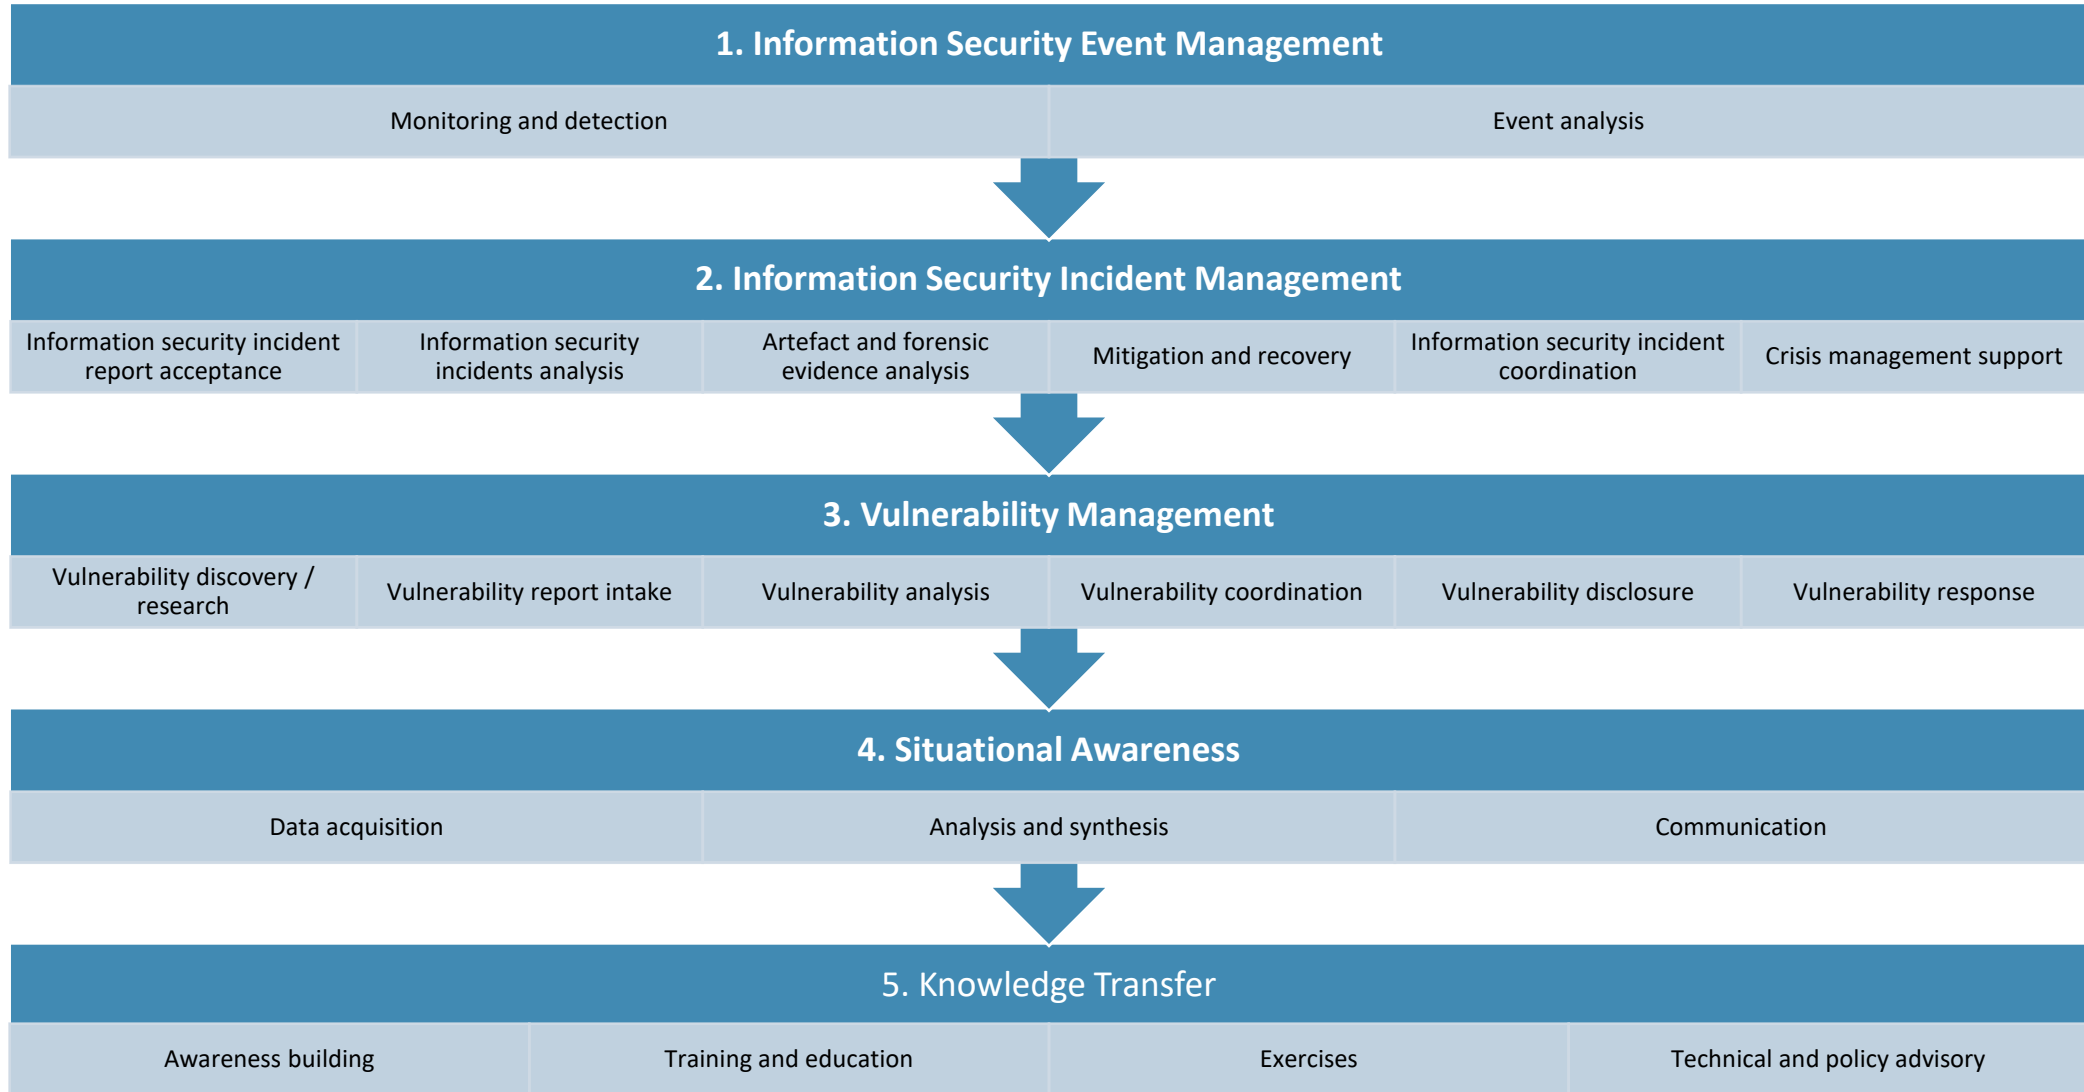 1. Information Security Event Management
Monitoring and detection
Event analysis
2. Information Security Incident Management
Information security incident
report acceptance
Information security
incidents analysis
Artefact and forensic
evidence analysis
Mitigation and recovery
Information security incident
coordination
Crisis management support
3. Vulnerability Management
Vulnerability discovery /
research
Vulnerability report intake
Vulnerability analysis
Vulnerability coordination
Vulnerability disclosure
Vulnerability response
4. Situational Awareness
Data acquisition
Analysis and synthesis
Communication
5. Knowledge Transfer
Awareness building
Training and education
Exercises
Technical and policy advisory